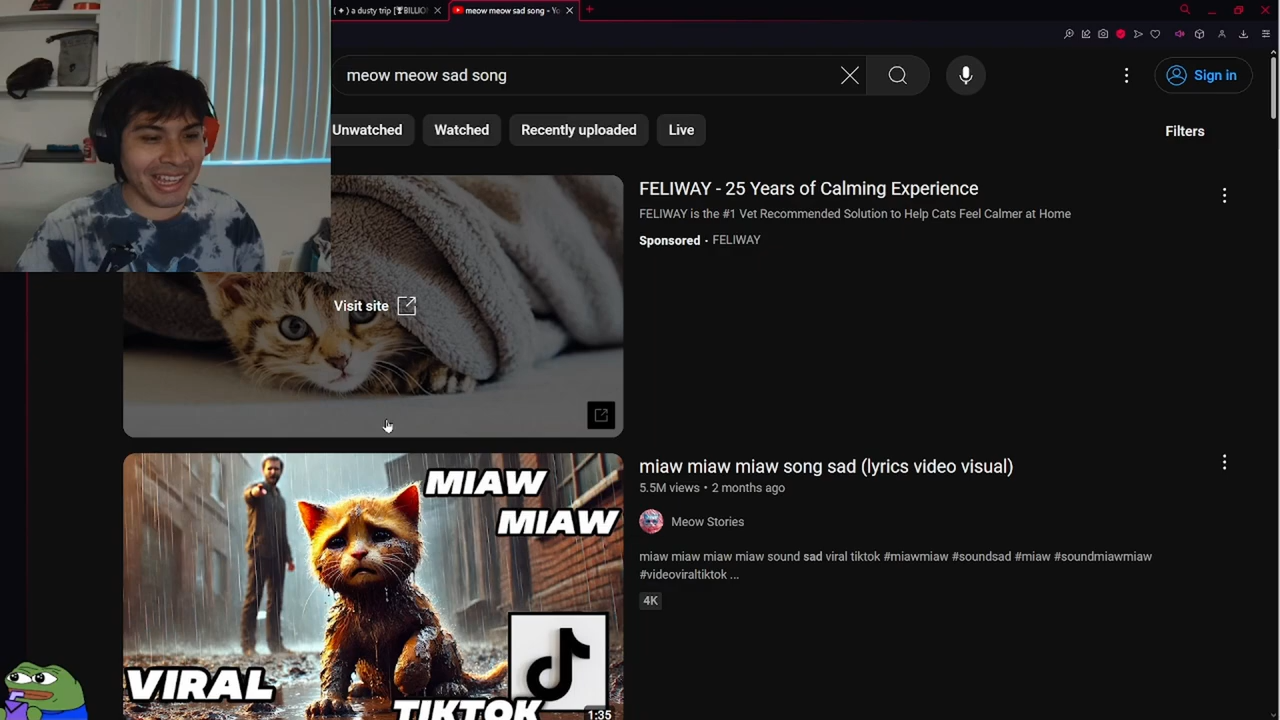 (✦) a dusty trip [🏆BILLIO
meow meow sad song - Yo
meow meow sad song
Sign in
Unwatched
Watched
Recently uploaded
Live
Filters
FELIWAY - 25 Years of Calming Experience
FELIWAY is the #1 Vet Recommended Solution to Help Cats Feel Calmer at Home
Sponsored · FELIWAY
Visit site
MIAW
MIAW
VIRAL
TIKTOK
1:35
miaw miaw miaw song sad (lyrics video visual)
5.5M views • 2 months ago
Meow Stories
miaw miaw miaw miaw sound sad viral tiktok #miawmiaw #soundsad #miaw #soundmiawmiaw
#videoviraltiktok ...
4K